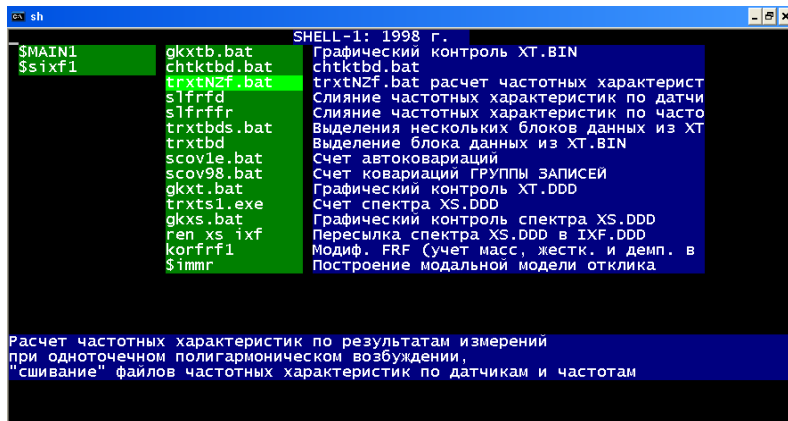 sh
SHELL-1: 1998 г.
$MAIN1 gkxtb.bat Графический контроль XT.BIN
$sixf1 chtktbd.bat chtktbd.bat
trxtNZf.bat trxtNZf.bat расчет частотных характерист
slfrfd Слияние частотных характеристик по датчи
slfrffr Слияние частотных характеристик по часто
trxtbds.bat Выделения нескольких блоков данных из XT
trxtbd Выделение блока данных из XT.BIN
scov1e.bat Счет автоковариаций
scov98.bat Счет ковариаций ГРУППЫ ЗАПИСЕЙ
gkxt.bat Графический контроль XT.DDD
trxts1.exe Счет спектра XS.DDD
gkxs.bat Графический контроль спектра XS.DDD
ren xs ixf Пересылка спектра XS.DDD в IXF.DDD
korfrf1 Модиф. FRF (учет масс, жестк. и демп. в
$immr Построение модальной модели отклика
Расчет частотных характеристик по результатам измерений
при одноточечном полигармоническом возбуждении,
"сшивание" файлов частотных характеристик по датчикам и частотам